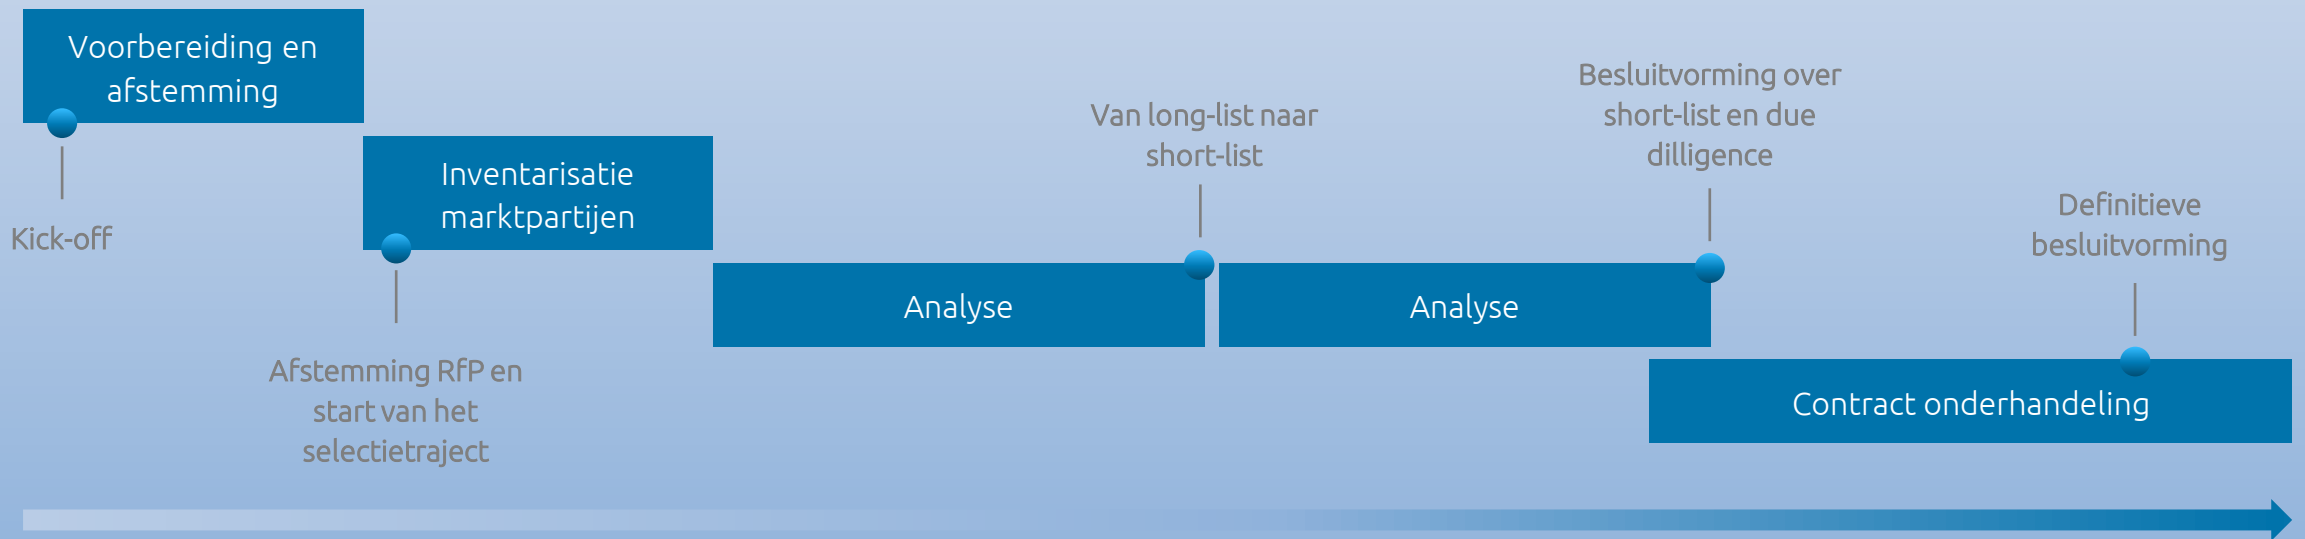 Voorbereiding en
afstemming
Kick-off
Inventarisatie
marktpartijen
Afstemming RfP en
start van het
selectietraject
Analyse
Van long-list naar
short-list
Analyse
Besluitvorming over
short-list en due
dilligence
Contract onderhandeling
Definitieve
besluitvorming